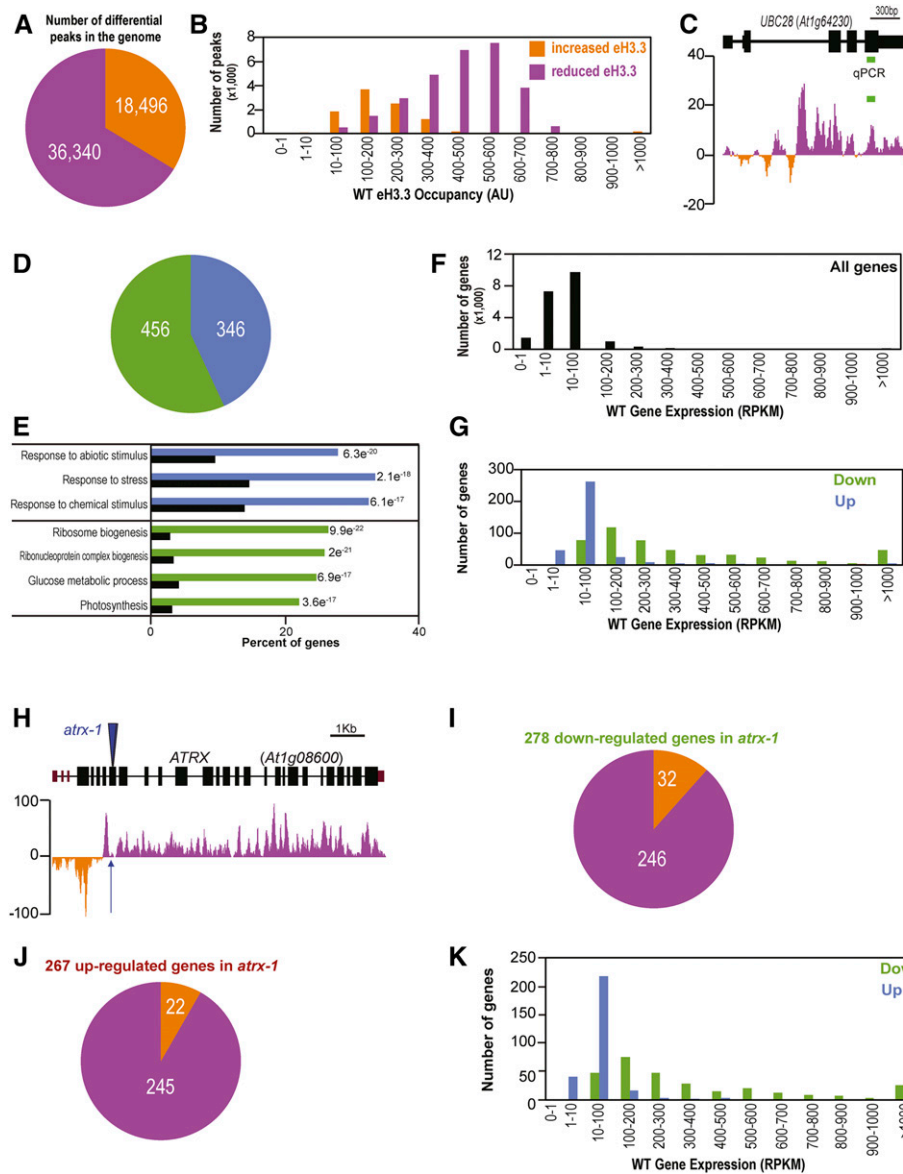 A
Number of differential
peaks in the genome
18,496
36,340
B
Number of peaks
(x1,000)
8
6
4
2
0
increased eH3.3
reduced eH3.3
0-1
1-10
10-100
100-200
200-300
300-400
400-500
500-600
600-700
700-800
800-900
900-1000
>1000
WT eH3.3 Occupancy (AU)
C
300bp
UBC28 (At1g64230)
qPCR
40
20
0
-20
D
456
346
E
Response to abiotic stimulus
6.3e-20
Response to stress
2.1e-18
Response to chemical stimulus
6.1e-17
Ribosome biogenesis
9.9e-22
Ribonucleoprotein complex biogenesis
2e-21
Glucose metabolic process
6.9e-17
Photosynthesis
3.6e-17
0
20
40
Percent of genes
F
Number of genes
(x1,000)
12
8
4
0
All genes
0-1
1-10
10-100
100-200
200-300
300-400
400-500
500-600
600-700
700-800
800-900
900-1000
>1000
WT Gene Expression (RPKM)
G
Number of genes
300
200
100
0
Down
Up
0-1
1-10
10-100
100-200
200-300
300-400
400-500
500-600
600-700
700-800
800-900
900-1000
>1000
WT Gene Expression (RPKM)
H
atrx-1
1Kb
ATRX (At1g08600)
100
0
-100
I
278 down-regulated genes in atrx-1
32
246
J
267 up-regulated genes in atrx-1
22
245
K
Number of genes
250
200
150
100
50
0
Dow
Up
0-1
1-10
10-100
100-200
200-300
300-400
400-500
500-600
600-700
700-800
800-900
900-1000
>1000
WT Gene Expression (RPKM)